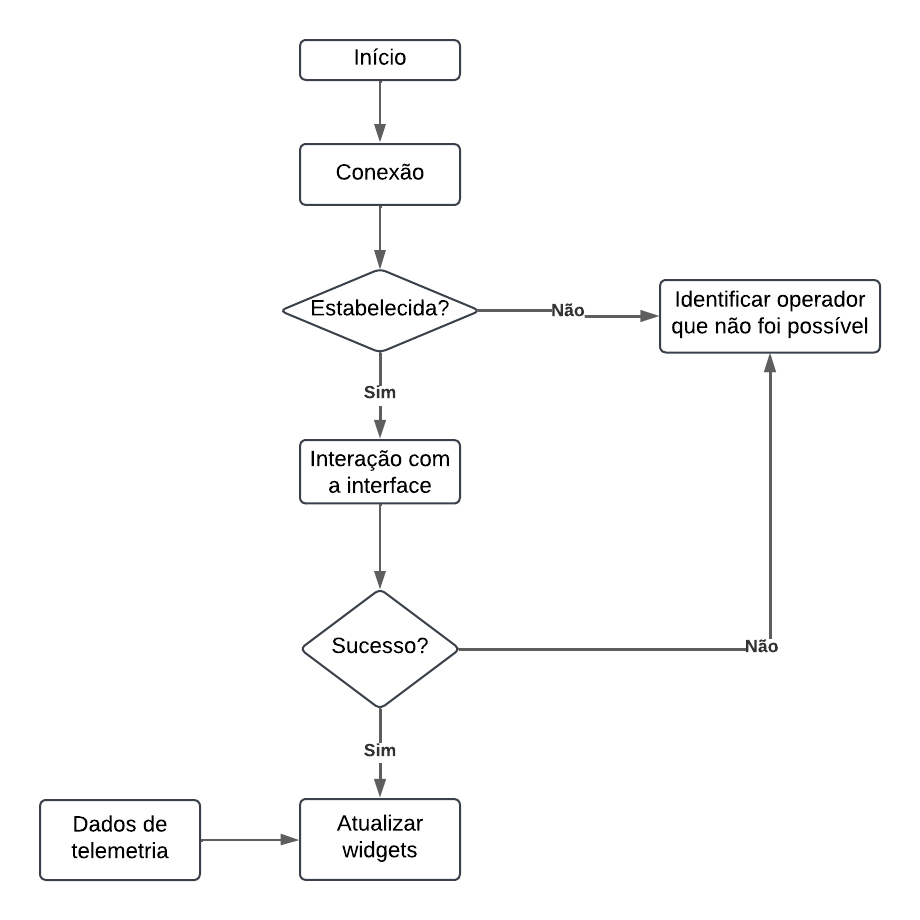 Início
Conexão
Estabelecida?
Não
Identificar operador
que não foi possível
Sim
Interação com
a interface
Sucesso?
Não
Sim
Dados de
telemetria
Atualizar
widgets